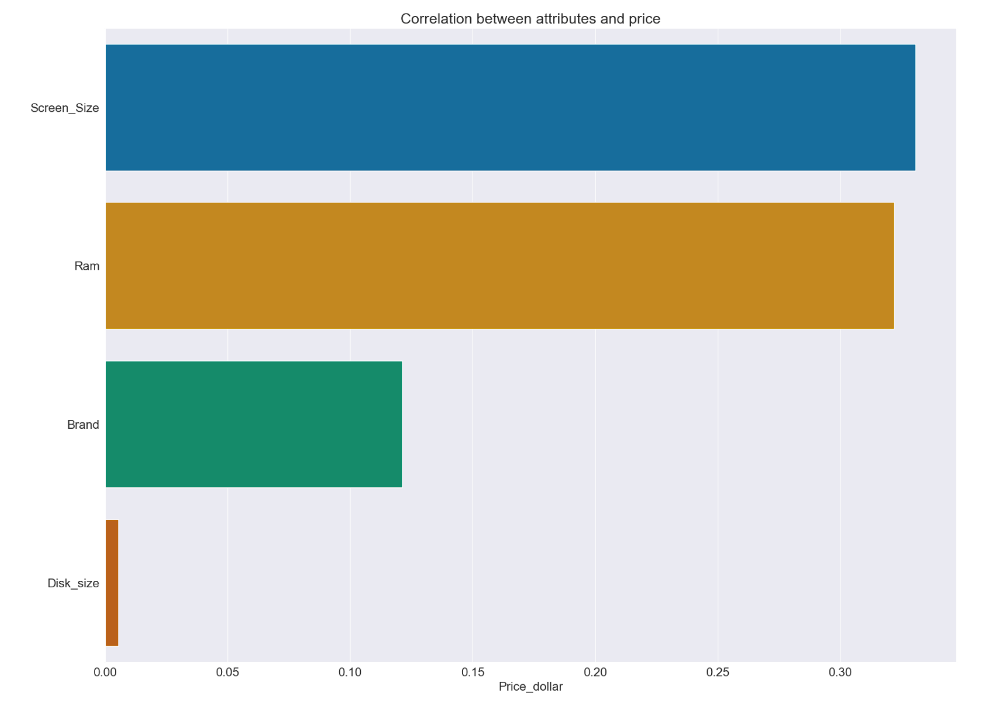 Correlation between attributes and price
Screen_Size
Ram
Brand
Disk_size
0.00 0.05 0.10 0.15 0.20 0.25 0.30
Price_dollar